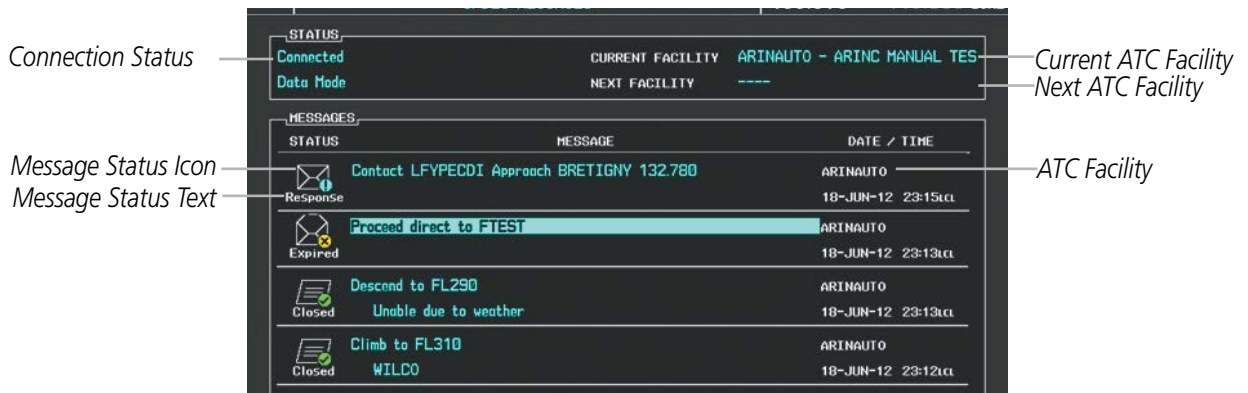 STATUS
Connection Status
Connected
CURRENT FACILITY
ARINAUTO - ARINC MANUAL TES
Current ATC Facility
Data Mode
NEXT FACILITY
----
Next ATC Facility
MESSAGES
STATUS MESSAGE DATE / TIME
Message Status Icon
Message Status Text
Contact LFYPECDI Approach BRETIGNY 132.780
ARINAUTO
ATC Facility
Response
18-JUN-12 23:15LCL
Proceed direct to FTEST
ARINAUTO
Expired
18-JUN-12 23:13LCL
Descend to FL290
ARINAUTO
Closed
Unable due to weather
18-JUN-12 23:13LCL
Climb to FL310
ARINAUTO
Closed
WILCO
18-JUN-12 23:12LCL